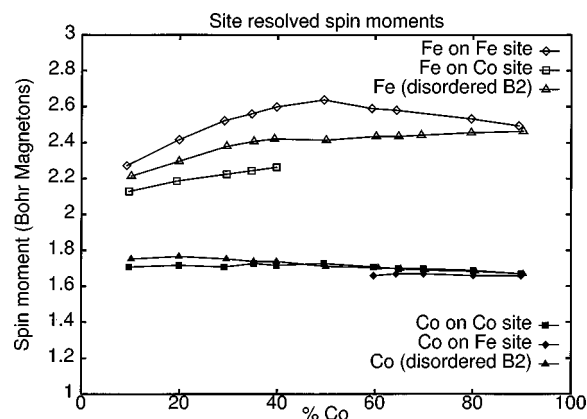 Site resolved spin moments
3
2.8
2.6
2.4
2.2
2
1.8
1.6
1.4
1.2
1
Spin moment (Bohr Magnetons)
Fe on Fe site
Fe on Co site
Fe (disordered B2)
Co on Co site
Co on Fe site
Co (disordered B2)
0 20 40 60 80 100
% Co